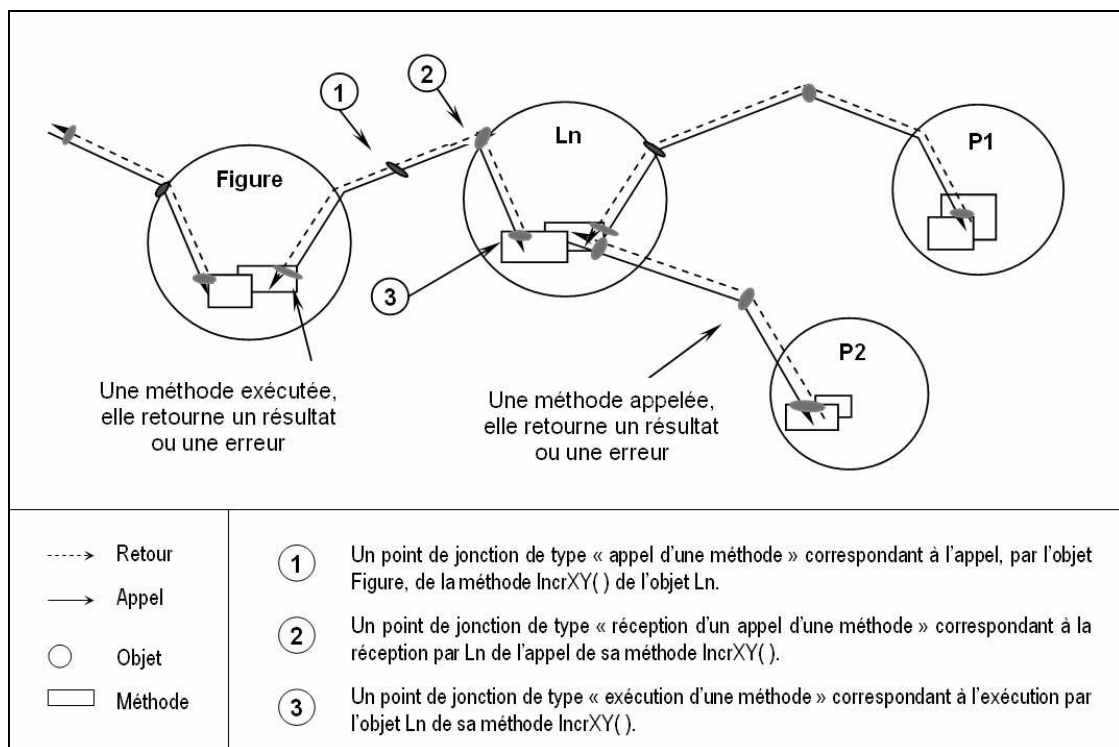 1
2
Figure
Ln
P1
3
P2
Une méthode exécutée,
elle retourne un résultat
ou une erreur
Une méthode appelée,
elle retourne un résultat
ou une erreur
Retour
Appel
Objet
Méthode
1
Un point de jonction de type « appel d'une méthode » correspondant à l'appel, par l'objet
Figure, de la méthode IncrXY( ) de l'objet Ln.
2
Un point de jonction de type « réception d'un appel d'une méthode » correspondant à la
réception par Ln de l'appel de sa méthode IncrXY( ).
3
Un point de jonction de type « exécution d'une méthode » correspondant à l'exécution par
l'objet Ln de sa méthode IncrXY( ).